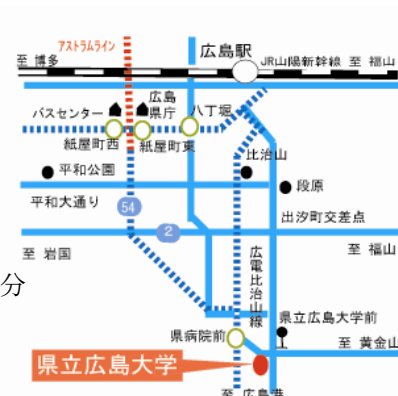 アストラムライン
広島駅
至 博多
JR山陽新幹線 至 福山
バスセンター
広島
県庁
八丁堀
紙屋町西
紙屋町東
比治山
平和公園
段原
平和大通り
54
出汐町交差点
2
至 岩国
広電比治山線
至 福山
分
県立広島大学前
県病院前
至 黄金山
県立広島大学
至 広島港